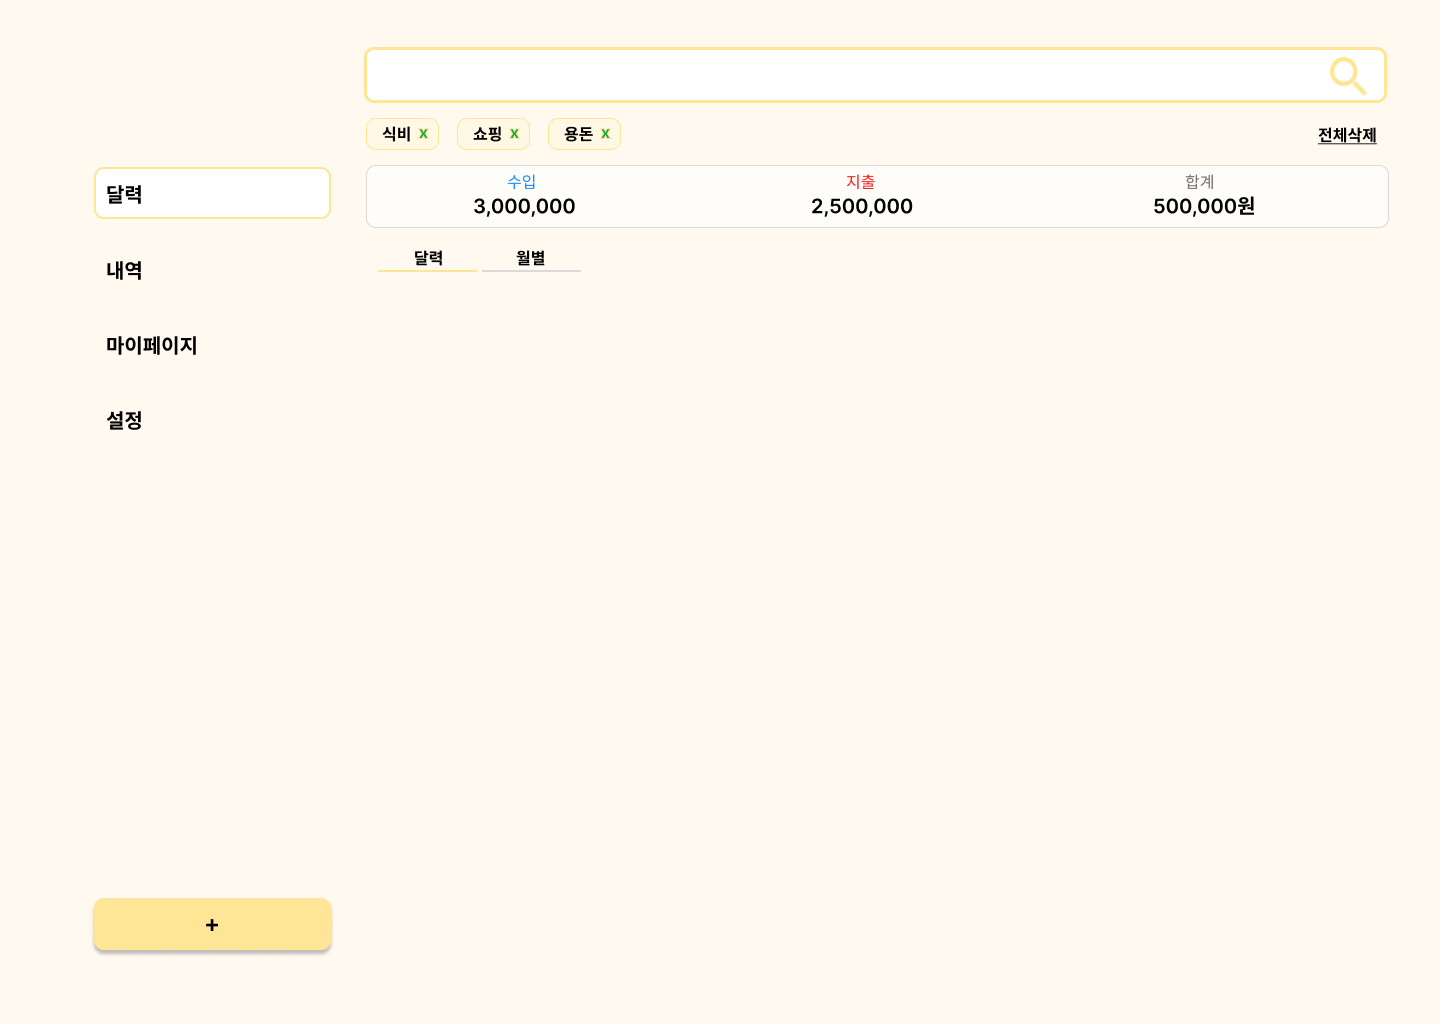 식비 x 쇼핑 x 용돈 x 전체삭제
수입 지출 합계
3,000,000 2,500,000 500,000원
달력 월별
달력
내역
마이페이지
설정
+